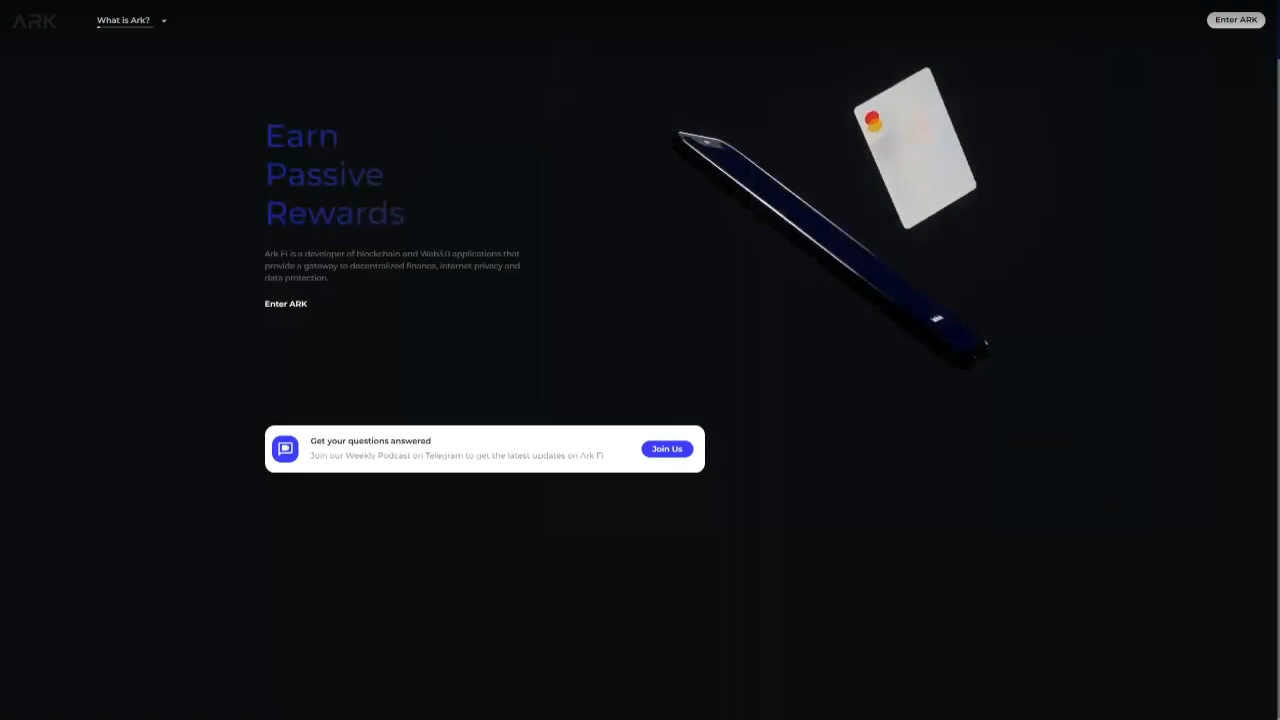 ARK
What is Ark?
Enter ARK
Earn
Passive
Rewards
Ark Fi is a developer of blockchain and Web3.0 applications that
provide a gateway to decentralized finance, internet privacy and
data protection.
Enter ARK
Get your questions answered
Join our Weekly Podcast on Telegram to get the latest updates on Ark Fi
Join Us